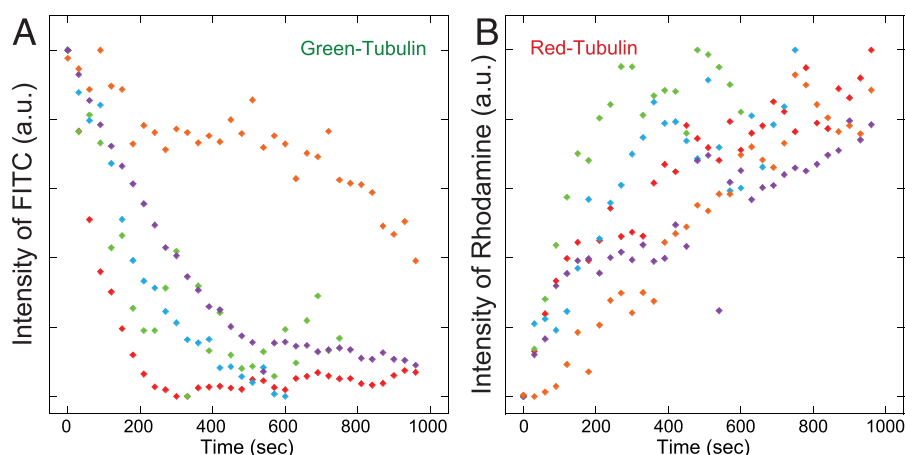 A
Green-Tubulin
Intensity of FITC (a.u.)
0 200 400 600 800 1000
Time (sec)
B
Red-Tubulin
Intensity of Rhodamine (a.u.)
0 200 400 600 800 1000
Time (sec)